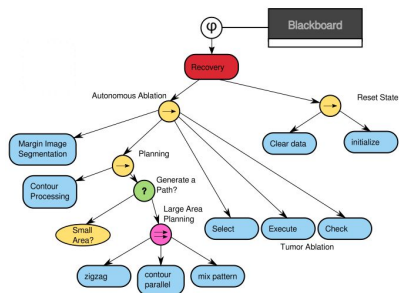 φ
Blackboard
Recovery
Autonomous Ablation
Reset State
Margin Image
Segmentation
Planning
Clear data
initialize
Contour
Processing
Generate a
Path?
?
Small
Area?
Large Area
Planning
Select
Execute
Check
Tumor Ablation
zigzag
contour
parallel
mix pattern